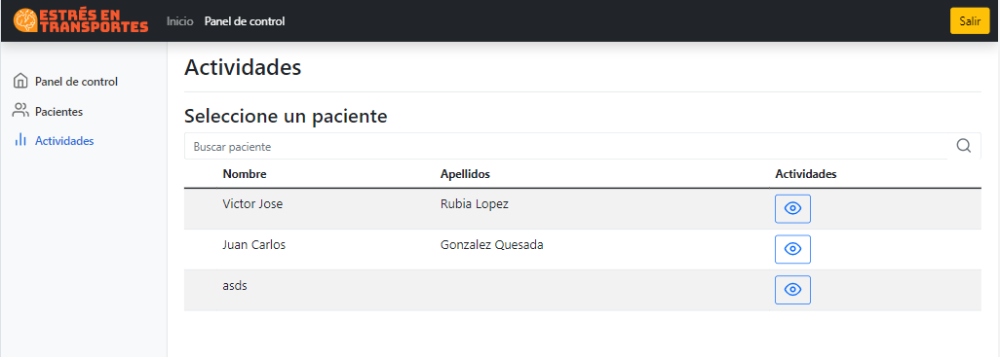 ESTRÉS EN
TRANSPORTES
Inicio Panel de control Salir
Panel de control
Pacientes
Actividades
Actividades
Seleccione un paciente
Buscar paciente
Nombre Apellidos Actividades
Victor Jose Rubia Lopez
Juan Carlos Gonzalez Quesada
asds